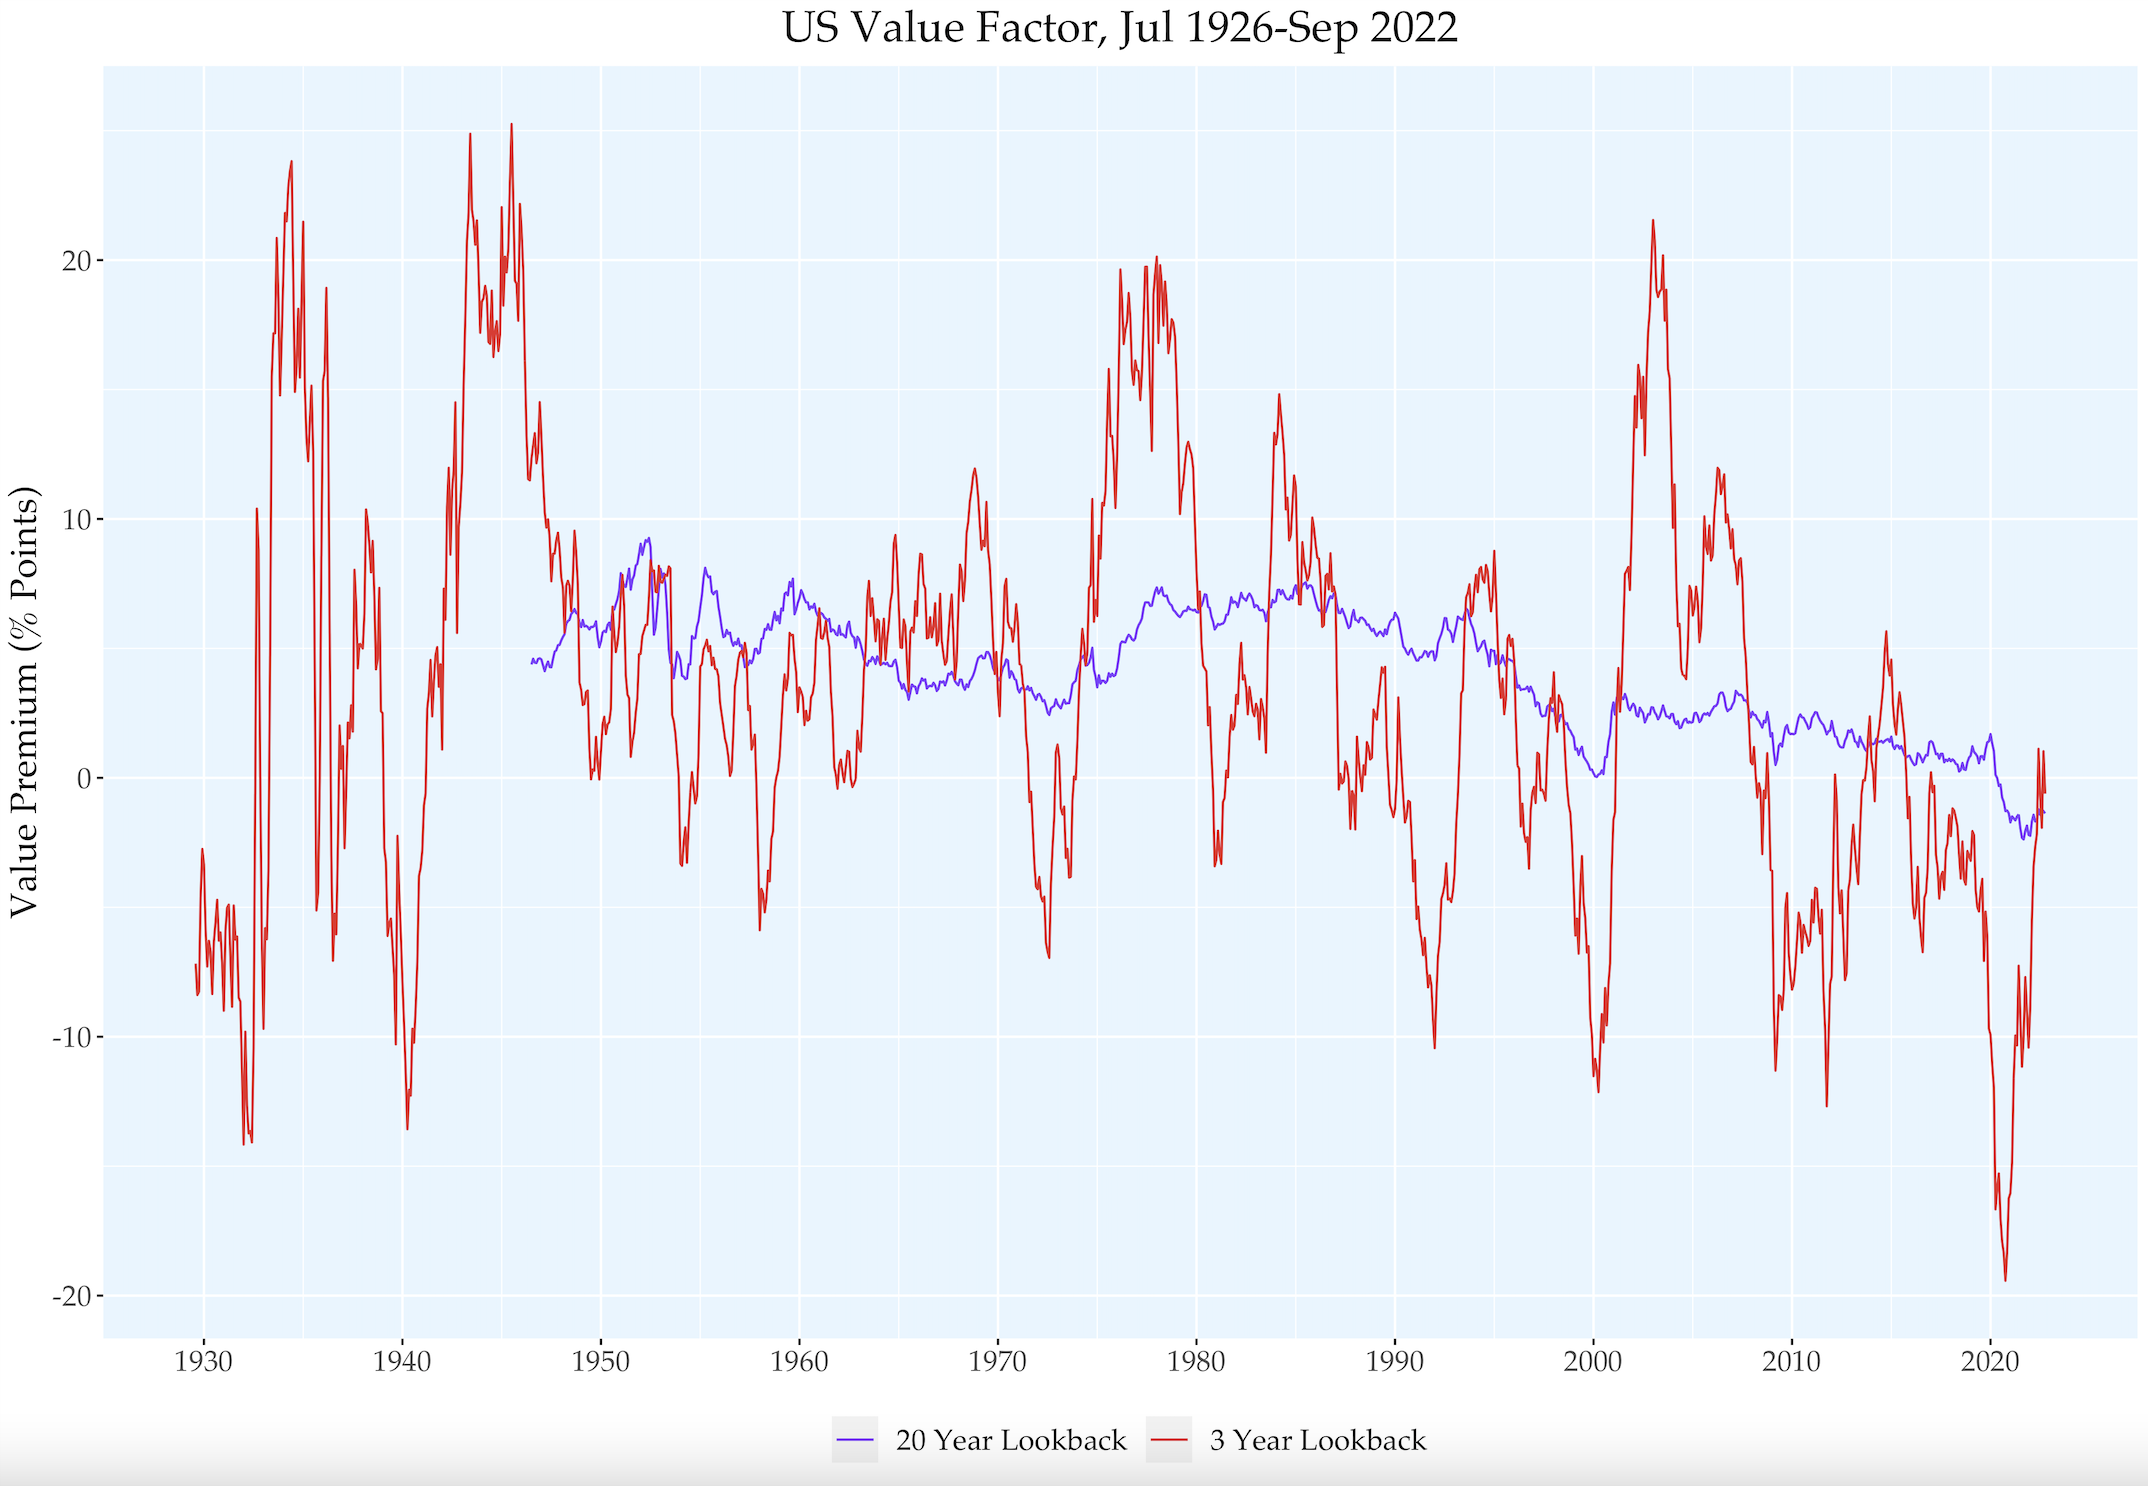 US Value Factor, Jul 1926-Sep 2022
Value Premium (% Points)
20
10
0
-10
-20
1930 1940 1950 1960 1970 1980 1990 2000 2010 2020
20 Year Lookback 3 Year Lookback